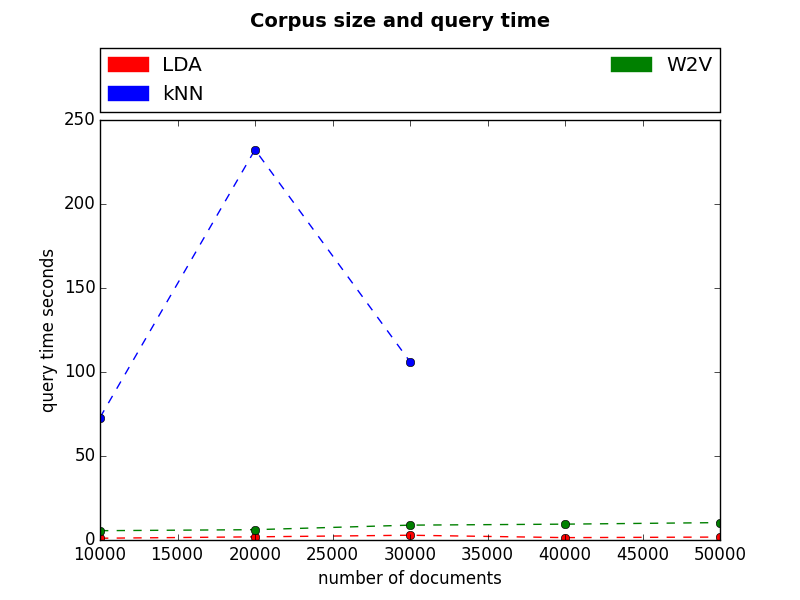 Corpus size and query time
LDA
kNN
W2V
250
200
150
100
50
0
query time seconds
10000 15000 20000 25000 30000 35000 40000 45000 50000
number of documents